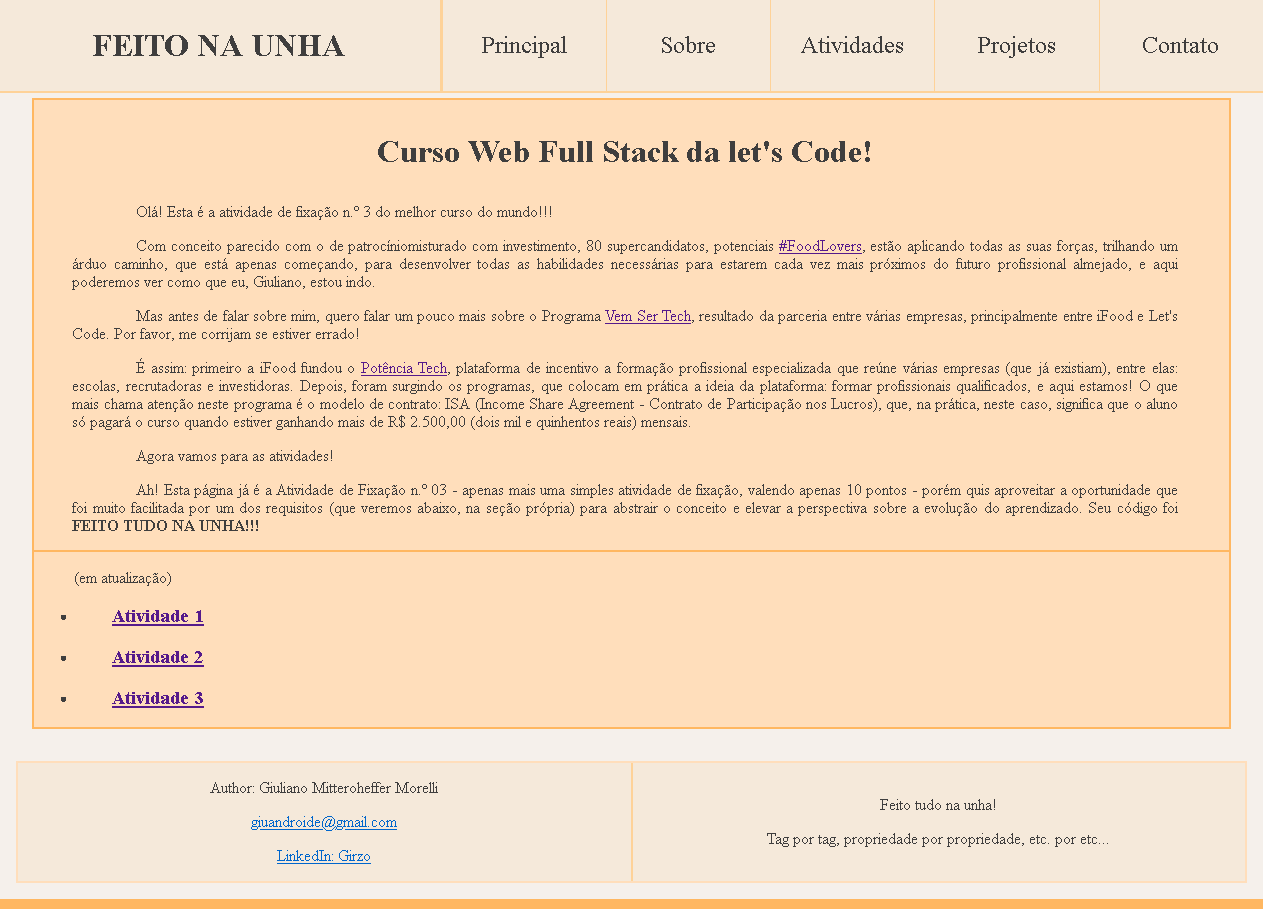 FEITO NA UNHA
Principal
Sobre
Atividades
Projetos
Contato
Curso Web Full Stack da let's Code!
Olá! Esta é a atividade de fixação n.º 3 do melhor curso do mundo!!!
Com conceito parecido com o de patrocíniomisturado com investimento, 80 supercandidatos, potenciais #FoodLovers, estão aplicando todas as suas forças, trilhando um
árduo caminho, que está apenas começando, para desenvolver todas as habilidades necessárias para estarem cada vez mais próximos do futuro profissional almejado, e aqui
poderemos ver como que eu, Giuliano, estou indo.
Mas antes de falar sobre mim, quero falar um pouco mais sobre o Programa Vem Ser Tech, resultado da parceria entre várias empresas, principalmente entre iFood e Let's
Code. Por favor, me corrijam se estiver errado!
É assim: primeiro a iFood fundou o Potência Tech, plataforma de incentivo a formação profissional especializada que reúne várias empresas (que já existiam), entre elas:
escolas, recrutadoras e investidoras. Depois, foram surgindo os programas, que colocam em prática a ideia da plataforma: formar profissionais qualificados, e aqui estamos! O que
mais chama atenção neste programa é o modelo de contrato: ISA (Income Share Agreement - Contrato de Participação nos Lucros), que, na prática, neste caso, significa que o aluno
só pagará o curso quando estiver ganhando mais de R$ 2.500,00 (dois mil e quinhentos reais) mensais.
Agora vamos para as atividades!
Ah! Esta página já é a Atividade de Fixação n.º 03 - apenas mais uma simples atividade de fixação, valendo apenas 10 pontos - porém quis aproveitar a oportunidade que
foi muito facilitada por um dos requisitos (que veremos abaixo, na seção própria) para abstrair o conceito e elevar a perspectiva sobre a evolução do aprendizado. Seu código foi
FEITO TUDO NA UNHA!!!
(em atualização)
Atividade 1
Atividade 2
Atividade 3
Author: Giuliano Mitteroheffer Morelli
giuandroide@gmail.com
LinkedIn: Girzo
Feito tudo na unha!
Tag por tag, propriedade por propriedade, etc. por etc...